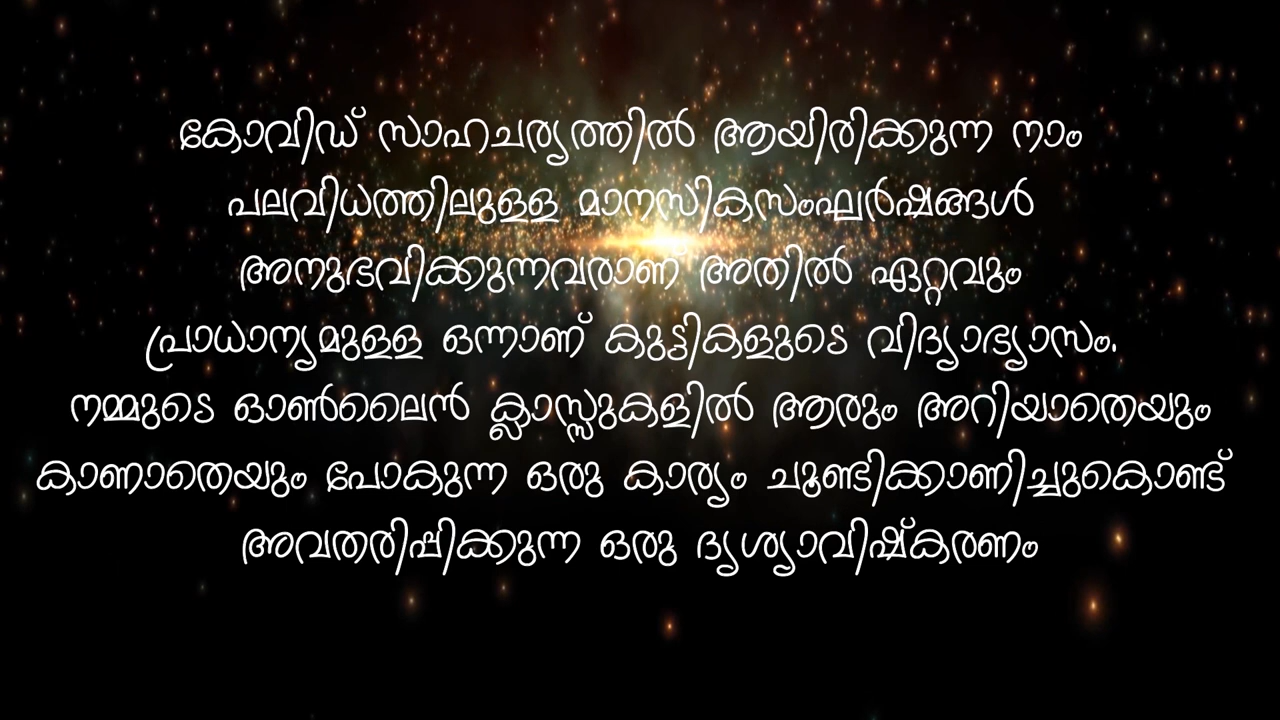 കോവിഡ് സാഹചര്യത്തിൽ ആയിരിക്കുന്ന നാം
പലവിധത്തിലുള്ള മാനസികസംഘർഷങ്ങൾ
അനുഭവിക്കുന്നവരാണ് അതിൽ ഏറ്റവും
പ്രാധാന്യമുള്ള ഒന്നാണ് കുട്ടികളുടെ വിദ്യാഭ്യാസം.
നമ്മുടെ ഓൺലൈൻ ക്ലാസ്സുകളിൽ ആരും അറിയാതെയും
കാണാതെയും പോകുന്ന ഒരു കാര്യം ചൂണ്ടിക്കാണിച്ചുകൊണ്ട്
അവതരിപ്പിക്കുന്ന ഒരു ദൃശ്യാവിഷ്കരണം